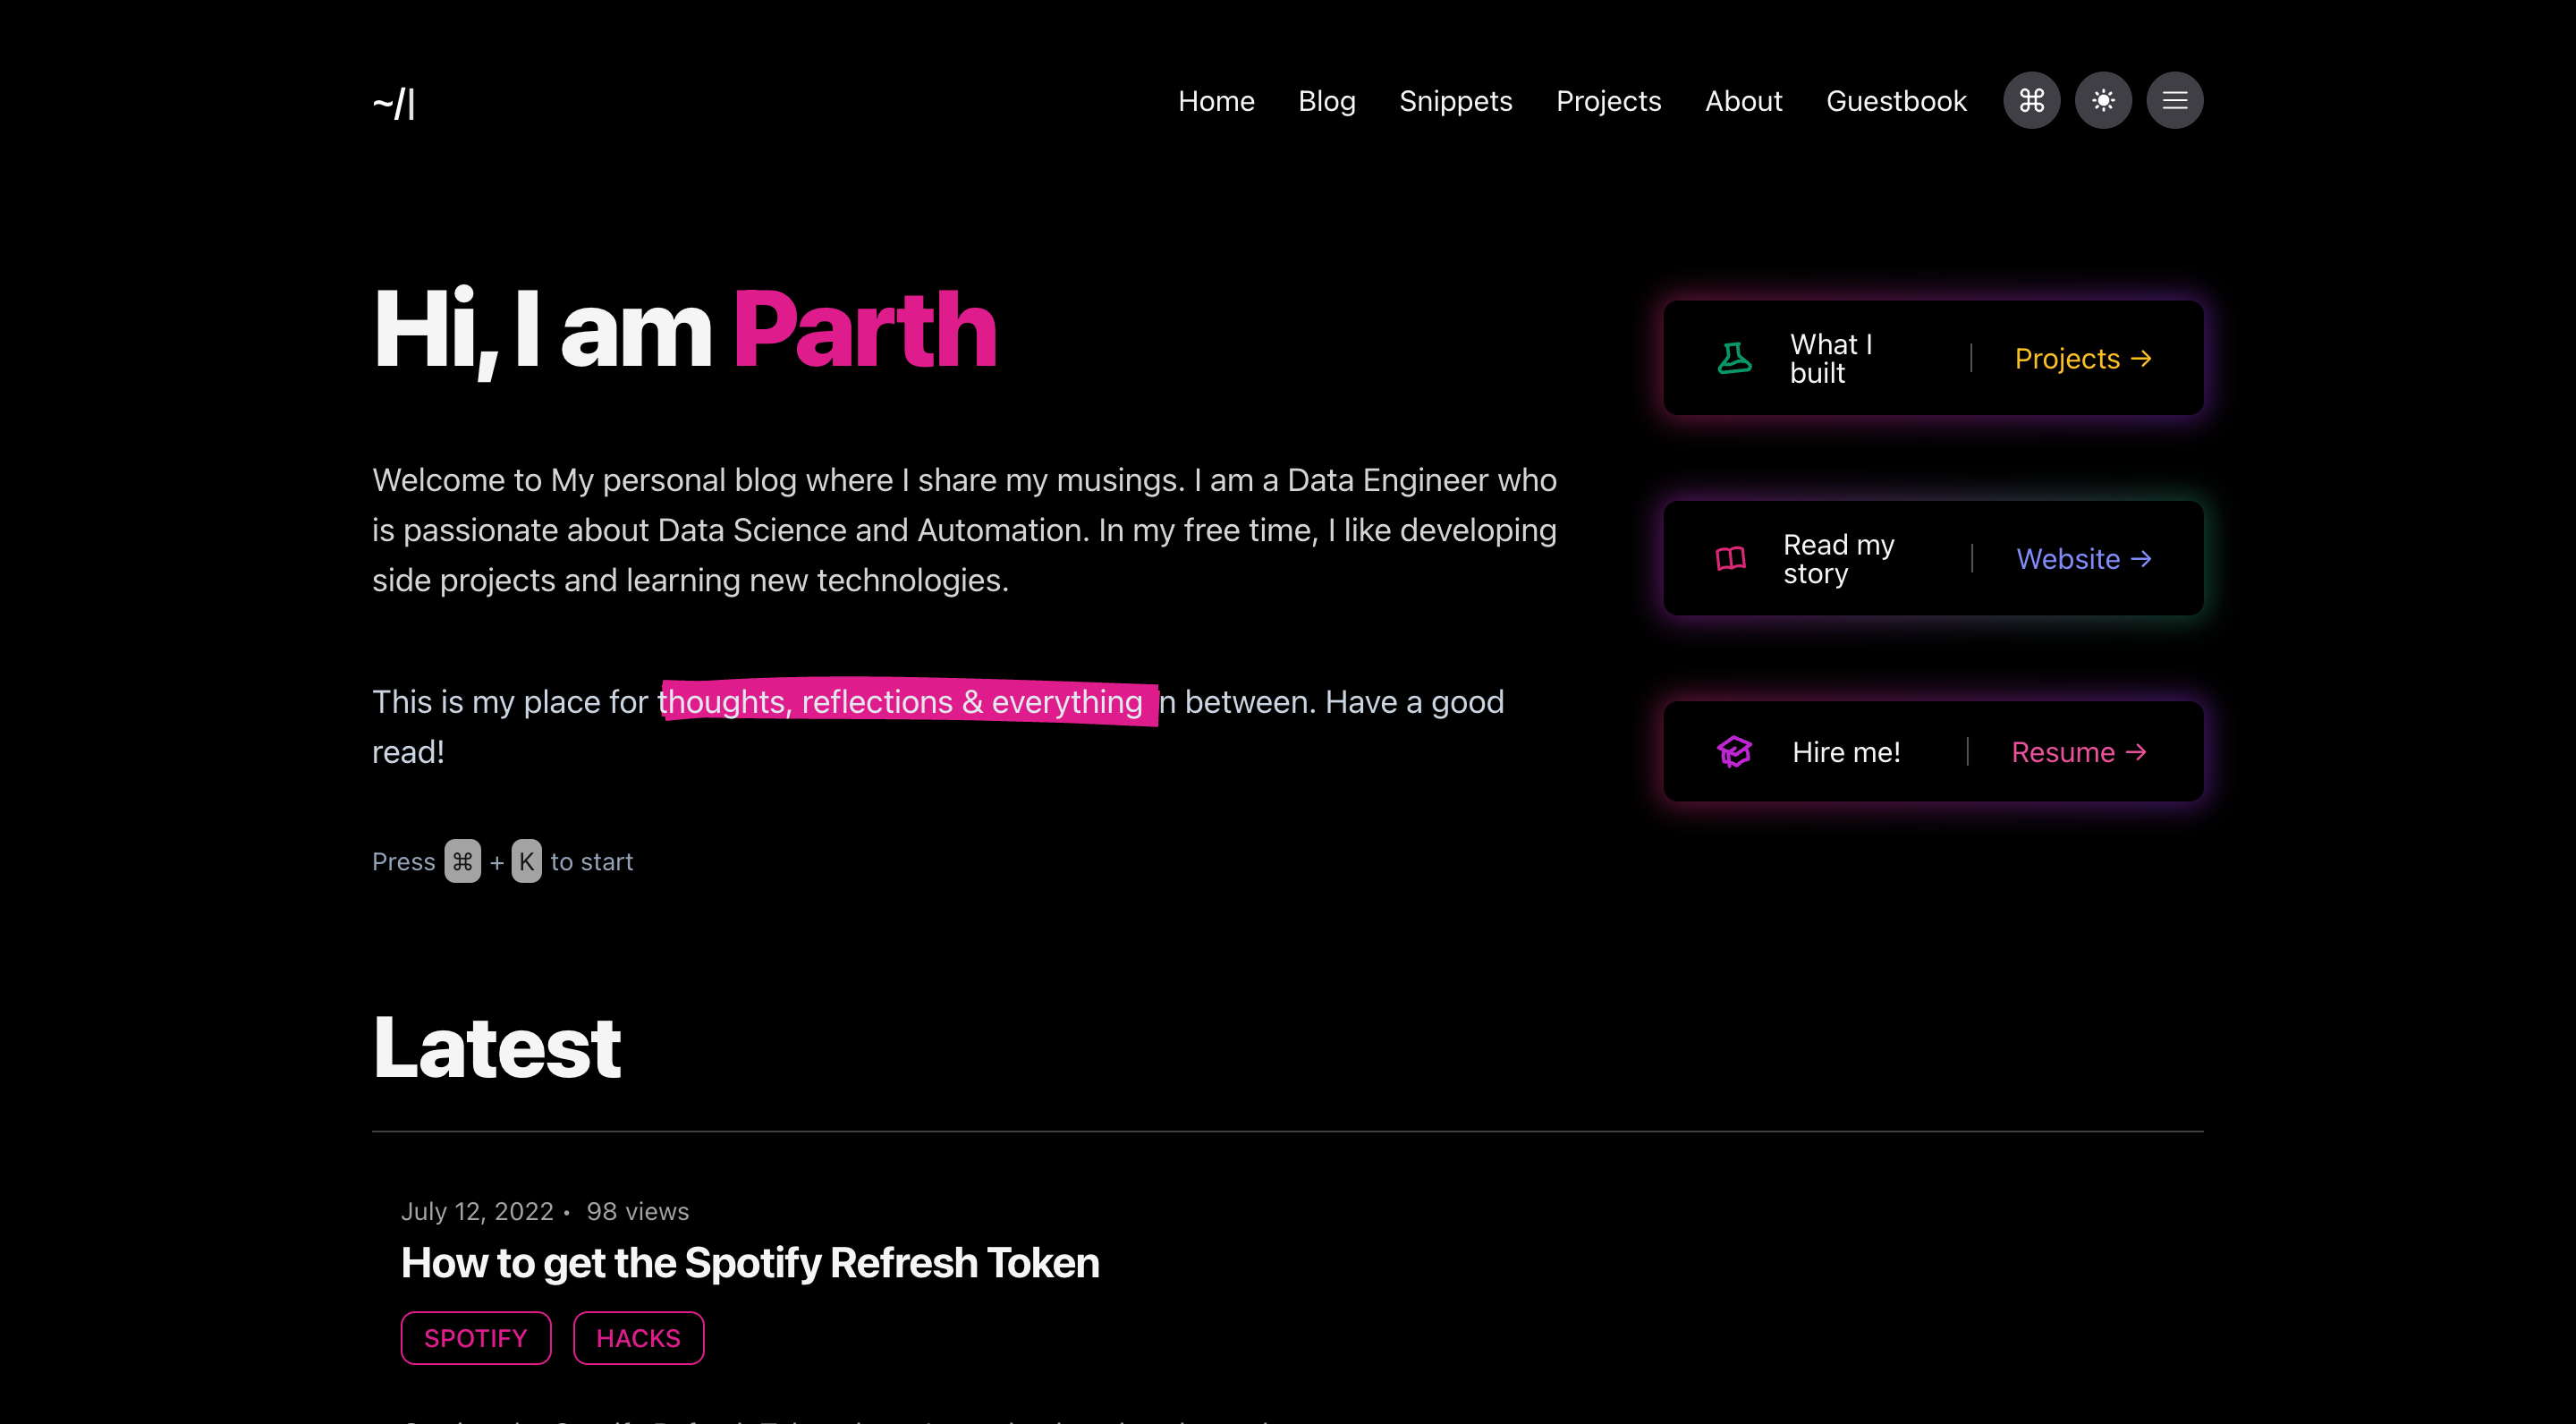 ~/|
Home Blog Snippets Projects About Guestbook ⌘
Hi, I am Parth
Welcome to My personal blog where I share my musings. I am a Data Engineer who
is passionate about Data Science and Automation. In my free time, I like developing
side projects and learning new technologies.
This is my place for thoughts, reflections & everything n between. Have a good
read!
Press ⌘ + K to start
What I
built
| Projects →
Read my
story
| Website →
Hire me! | Resume →
Latest
July 12, 2022 • 98 views
How to get the Spotify Refresh Token
SPOTIFY HACKS